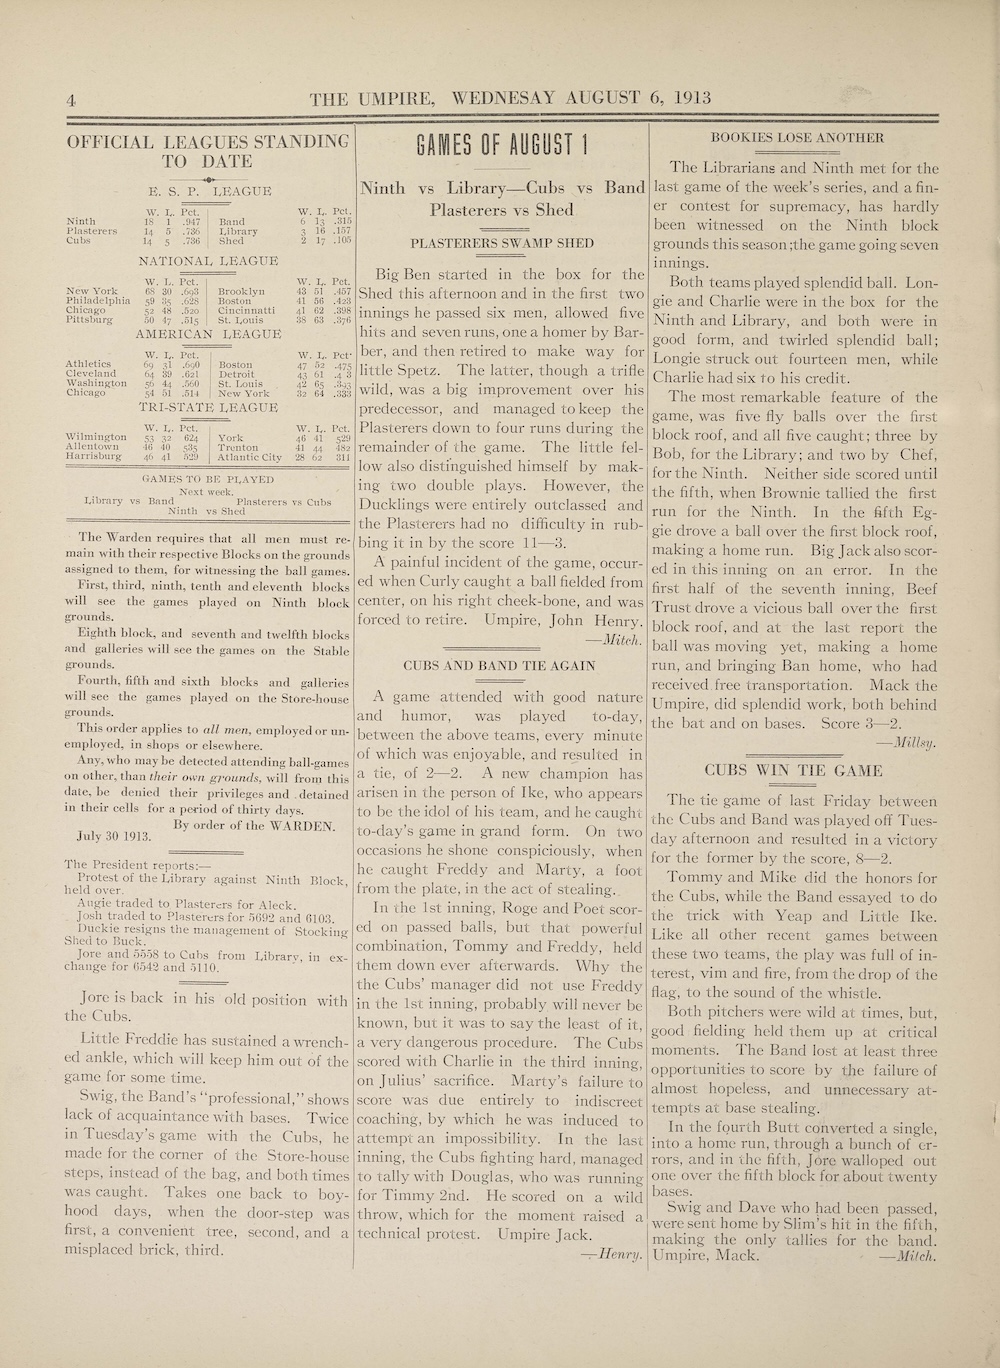 4
THE UMPIRE, WEDNESAY AUGUST 6, 1913
OFFICIAL LEAGUES STANDING
TO DATE
E. S. P. LEAGUE
W. L. Pct. W. L. Pct.
Ninth 18 1 .947 Band 6 13 .315
Plasterers 14 5 .736 Library 3 16 .157
Cubs 14 5 .736 Shed 2 17 .105
NATIONAL LEAGUE
W. L. Pct. W. L. Pct.
New York 68 30 .693 Brooklyn 43 51 .457
Philadelphia 59 35 .628 Boston 41 56 .423
Chicago 52 48 .520 Cincinnatti 41 62 .398
Pittsburg 50 47 .515 St. Louis 38 63 .376
AMERICAN LEAGUE
W. L. Pct. W. L. Pct.
Athletics 69 31 .690 Boston 47 52 .475
Cleveland 64 39 .621 Detroit 43 61
Washington 56 44 .560 St. Louis 42 65 .393
Chicago 54 51 .514 New York 32 64 .333
TRI-STATE LEAGUE
W. L. Pct. W. L. Pct.
Wilmington 53 32 624 York 46 41 529
Allentown 46 40 535 Trenton 41 44 482
Harrisburg 46 41 529 Atlantic City 28 62 311
GAMES TO BE PLAYED
Next week.
Library vs Band Plasterers vs Cubs
Ninth vs Shed
The Warden requires that all men must re-
main with their respective Blocks on the grounds
assigned to them, for witnessing the ball games.
First, third, ninth, tenth and eleventh blocks
will see the games played on Ninth block
grounds.
Eighth block, and seventh and twelfth blocks
and galleries will see the games on the Stable
grounds.
Fourth, fifth and sixth blocks and galleries
will see the games played on the Store-house
grounds.
This order applies to all men, employed or un-
employed, in shops or elsewhere.
Any, who may be detected attending ball-games
on other, than their own grounds, will from this
date, be denied their privileges and detained
in their cells for a period of thirty days.
By order of the WARDEN.
July 30 1913.
The President reports:—
Protest of the Library against Ninth Block,
held over.
Augie traded to Plasterers for Aleck.
Josh traded to Plasterers for 5692 and 6103.
Duckie resigns the management of Stocking
Shed to Buck.
Jore and 5558 to Cubs from Library, in ex-
change for 6542 and 5110.
Jore is back in his old position with
the Cubs.
Little Freddie has sustained a wrench-
ed ankle, which will keep him out of the
game for some time.
Swig, the Band's "professional," shows
lack of acquaintance with bases. Twice
in Tuesday's game with the Cubs, he
made for the corner of the Store-house
steps, instead of the bag, and both times
was caught. Takes one back to boy-
hood days, when the door-step was
first, a convenient tree, second, and a
misplaced brick, third.
GAMES OF AUGUST 1
Ninth vs Library—Cubs vs Band
Plasterers vs Shed
PLASTERERS SWAMP SHED
Big Ben started in the box for the
Shed this afternoon and in the first two
innings he passed six men, allowed five
hits and seven runs, one a homer by Bar-
ber, and then retired to make way for
little Spetz. The latter, though a trifle
wild, was a big improvement over his
predecessor, and managed to keep the
Plasterers down to four runs during the
remainder of the game. The little fel-
low also distinguished himself by mak-
ing two double plays. However, the
Ducklings were entirely outclassed and
the Plasterers had no difficulty in rub-
bing it in by the score 11—3.
A painful incident of the game, occur-
ed when Curly caught a ball fielded from
center, on his right cheek-bone, and was
forced to retire. Umpire, John Henry.
—Mitch.
CUBS AND BAND TIE AGAIN
A game attended with good nature
and humor, was played to-day,
between the above teams, every minute
of which was enjoyable, and resulted in
a tie, of 2—2. A new champion has
arisen in the person of Ike, who appears
to be the idol of his team, and he caught
to-day's game in grand form. On two
occasions he shone conspiciously, when
he caught Freddy and Marty, a foot
from the plate, in the act of stealing.
In the 1st inning, Roge and Poet scor-
ed on passed balls, but that powerful
combination, Tommy and Freddy, held
them down ever afterwards. Why the
the Cubs' manager did not use Freddy
in the 1st inning, probably will never be
known, but it was to say the least of it,
a very dangerous procedure. The Cubs
scored with Charlie in the third inning,
on Julius' sacrifice. Marty's failure to
score was due entirely to indiscreet
coaching, by which he was induced to
attempt an impossibility. In the last
inning, the Cubs fighting hard, managed
to tally with Douglas, who was running
for Timmy 2nd. He scored on a wild
throw, which for the moment raised a
technical protest. Umpire Jack.
—Henry.
BOOKIES LOSE ANOTHER
The Librarians and Ninth met for the
last game of the week's series, and a fin-
er contest for supremacy, has hardly
been witnessed on the Ninth block
grounds this season ;the game going seven
innings.
Both teams played splendid ball. Lon-
gie and Charlie were in the box for the
Ninth and Library, and both were in
good form, and twirled splendid ball;
Longie struck out fourteen men, while
Charlie had six to his credit.
The most remarkable feature of the
game, was five fly balls over the first
block roof, and all five caught; three by
Bob, for the Library; and two by Chef,
for the Ninth. Neither side scored until
the fifth, when Brownie tallied the first
run for the Ninth. In the fifth Eg-
gie drove a ball over the first block roof,
making a home run. Big Jack also scor-
ed in this inning on an error. In the
first half of the seventh inning, Beef
Trust drove a vicious ball over the first
block roof, and at the last report the
ball was moving yet, making a home
run, and bringing Ban home, who had
received free transportation. Mack the
Umpire, did splendid work, both behind
the bat and on bases. Score 3—2.
—Millsy.
CUBS WIN TIE GAME
The tie game of last Friday between
the Cubs and Band was played off Tues-
day afternoon and resulted in a victory
for the former by the score, 8—2.
Tommy and Mike did the honors for
the Cubs, while the Band essayed to do
the trick with Yeap and Little Ike.
Like all other recent games between
these two teams, the play was full of in-
terest, vim and fire, from the drop of the
flag, to the sound of the whistle.
Both pitchers were wild at times, but,
good fielding held them up at critical
moments. The Band lost at least three
opportunities to score by the failure of
almost hopeless, and unnecessary at-
tempts at base stealing.
In the fourth Butt converted a single,
into a home run, through a bunch of er-
rors, and in the fifth, Jore walloped out
one over the fifth block for about twenty
bases.
Swig and Dave who had been passed,
were sent home by Slim's hit in the fifth,
making the only tallies for the band.
Umpire, Mack. —Mitch.